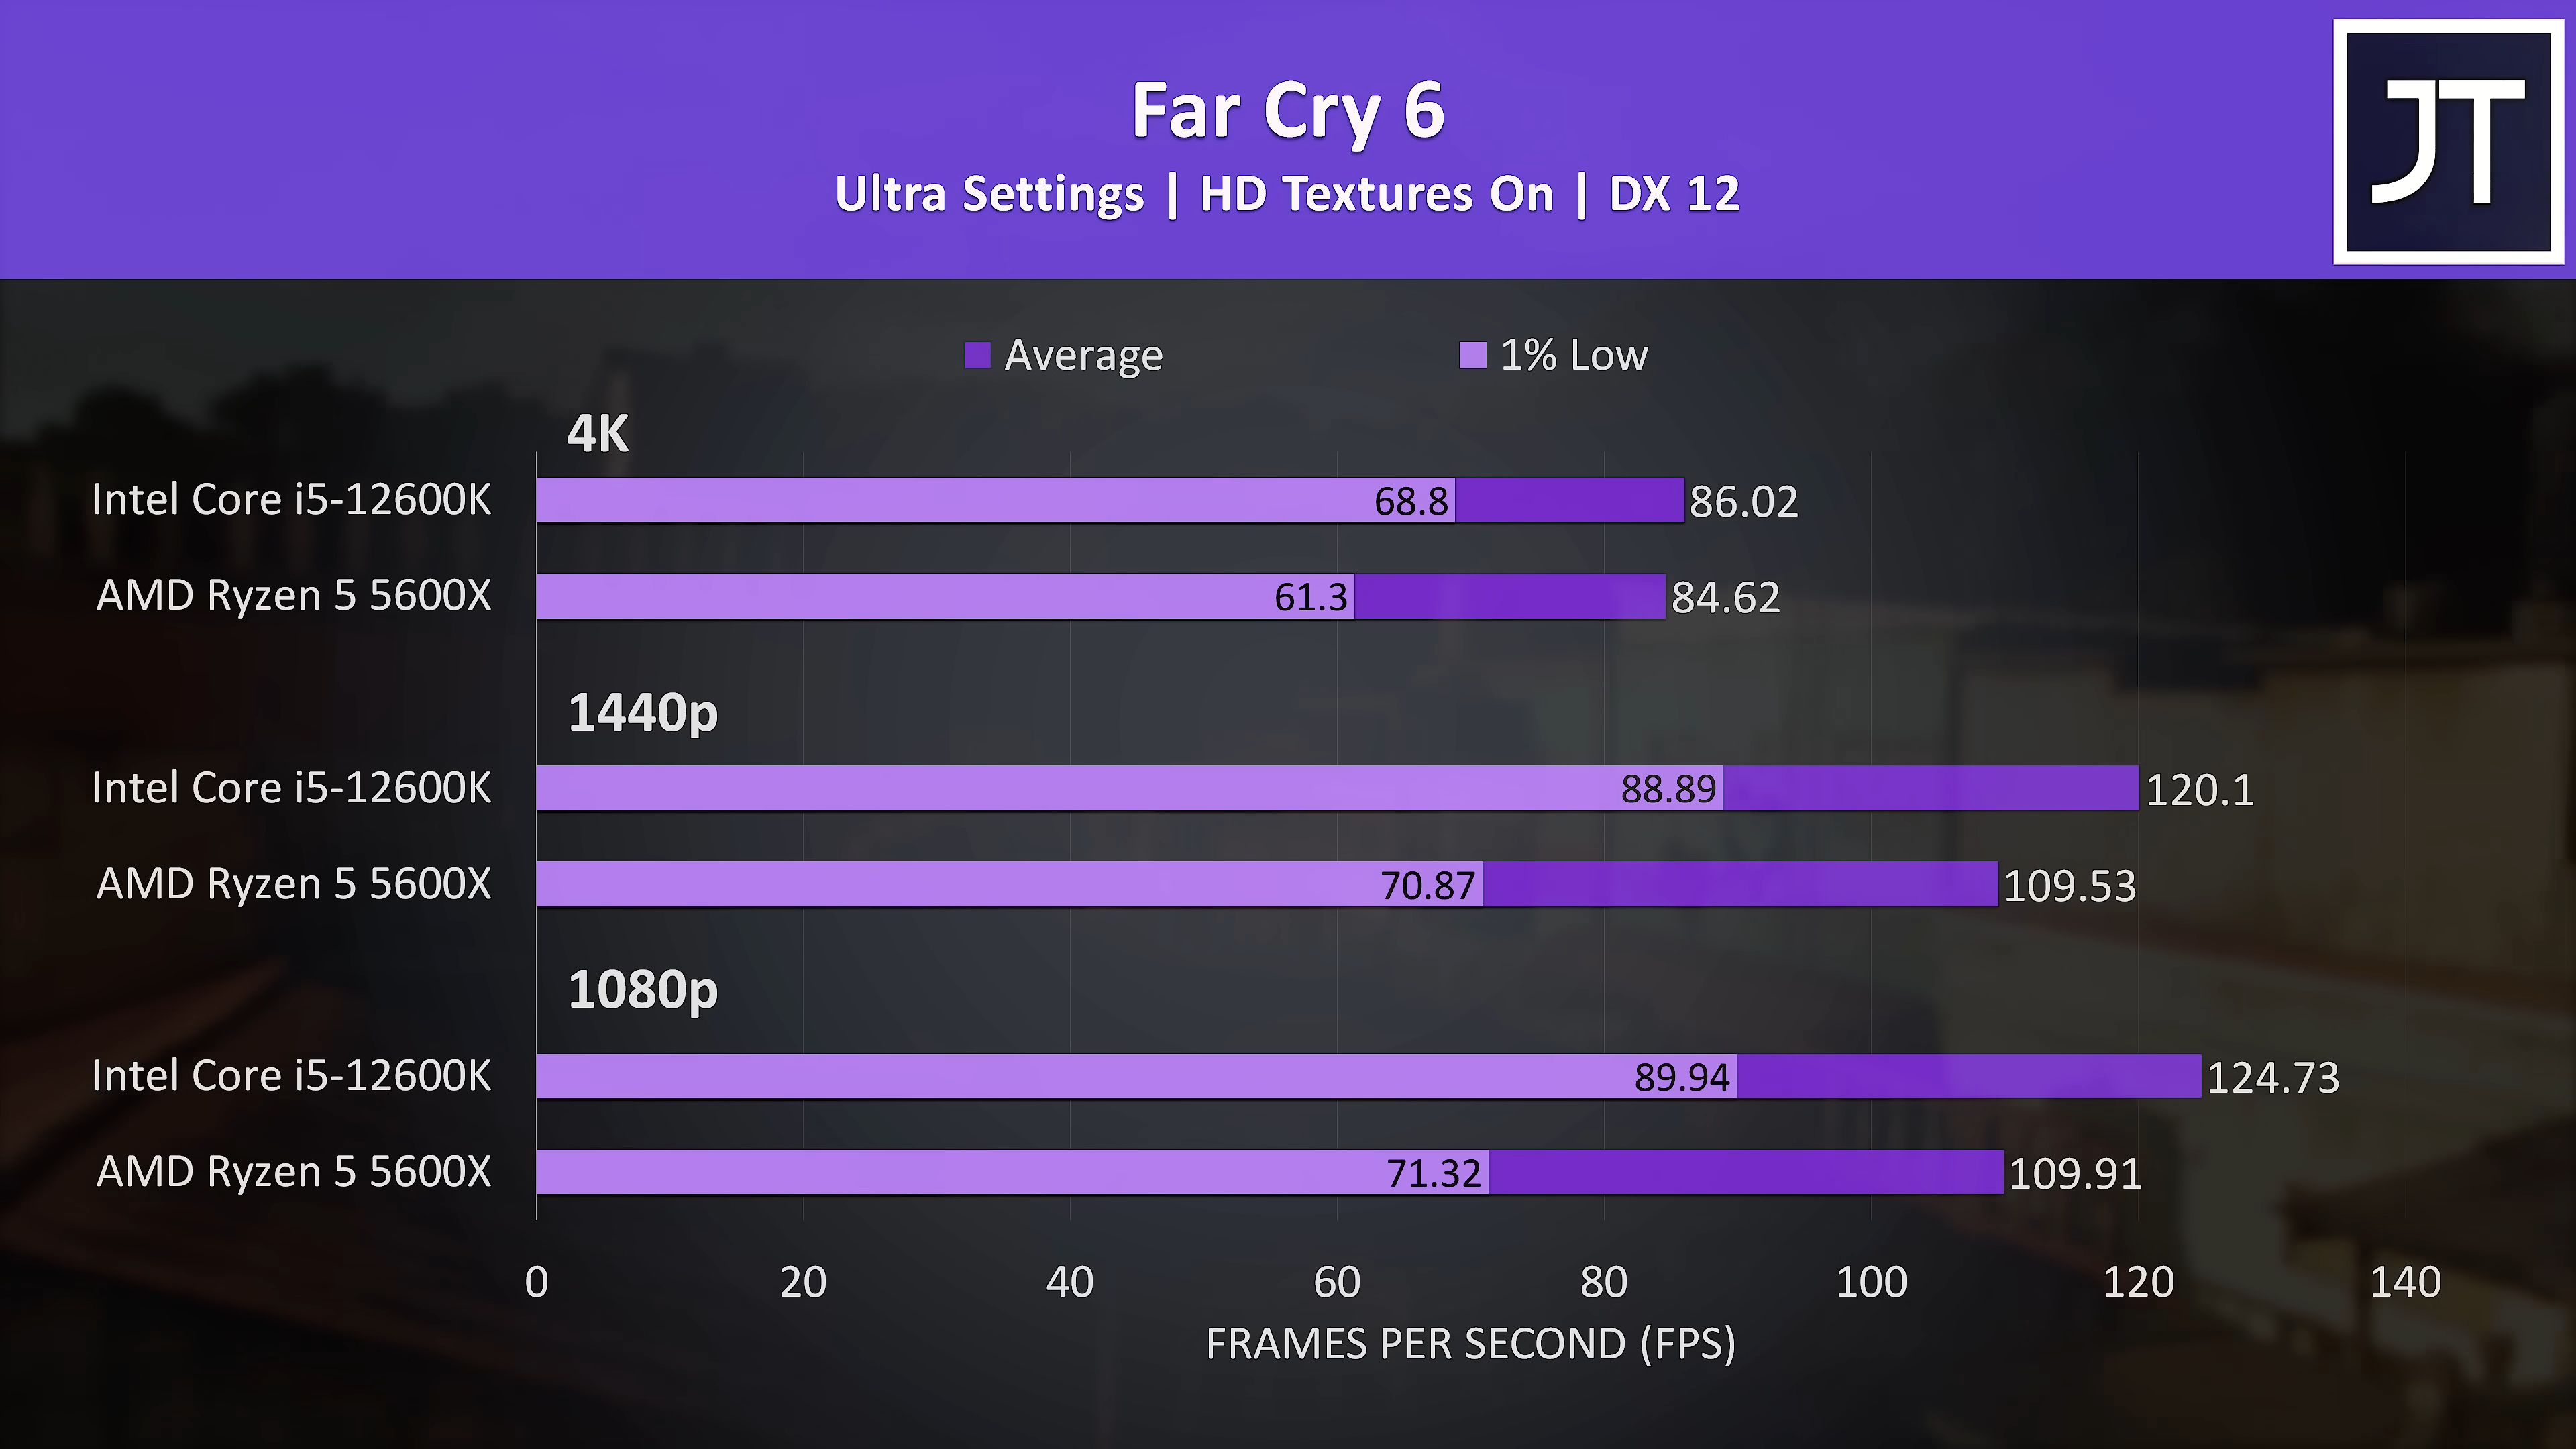 Far Cry 6
Ultra Settings | HD Textures On | DX 12
JT
Average 1% Low
4K
Intel Core i5-12600K 68.8 86.02
AMD Ryzen 5 5600X 61.3 84.62
1440p
Intel Core i5-12600K 88.89 120.1
AMD Ryzen 5 5600X 70.87 109.53
1080p
Intel Core i5-12600K 89.94 124.73
AMD Ryzen 5 5600X 71.32 109.91
0 20 40 60 80 100 120 140
FRAMES PER SECOND (FPS)